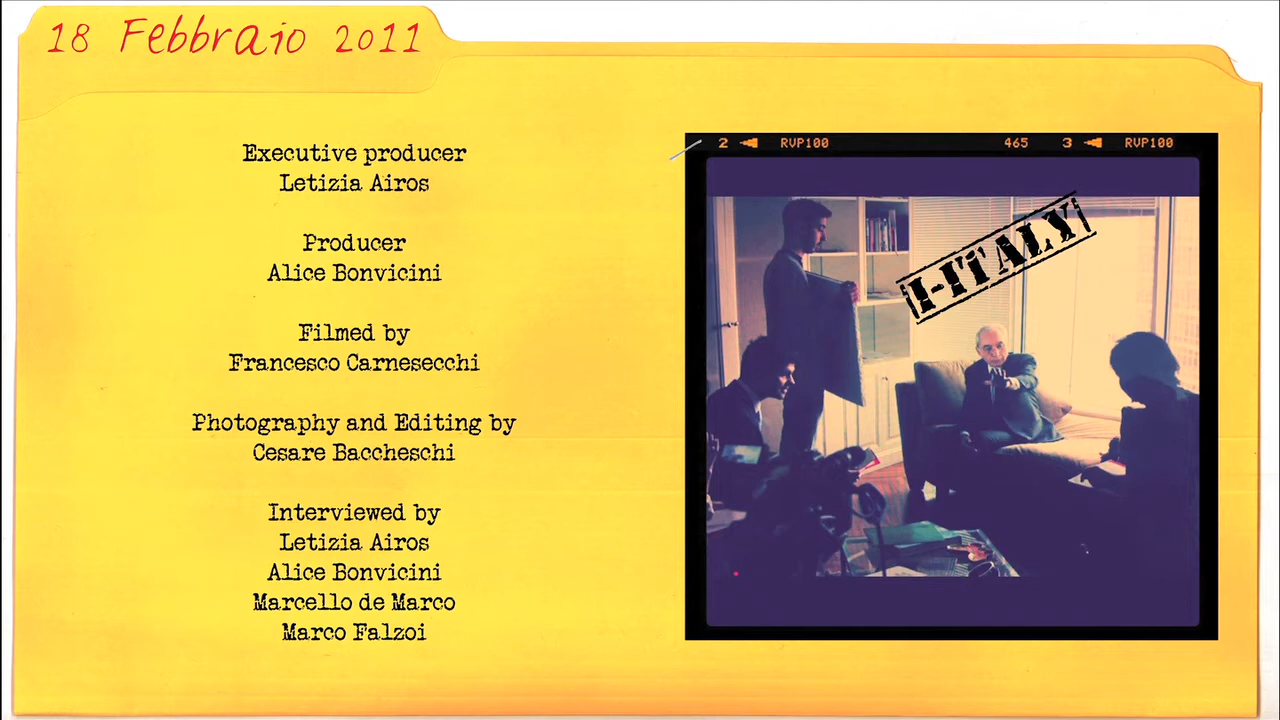 18 Febbraio 2011
Executive producer
Letizia Airos
Producer
Alice Bonvicini
Filmed by
Francesco Carnesecchi
Photography and Editing by
Cesare Baccheschi
Interviewed by
Letizia Airos
Alice Bonvicini
Marcello de Marco
Marco Falzoi
2 RVP100 465 3 RVP100
I-ITALY